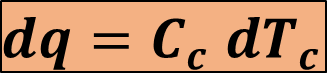 dq = C_c dT_c